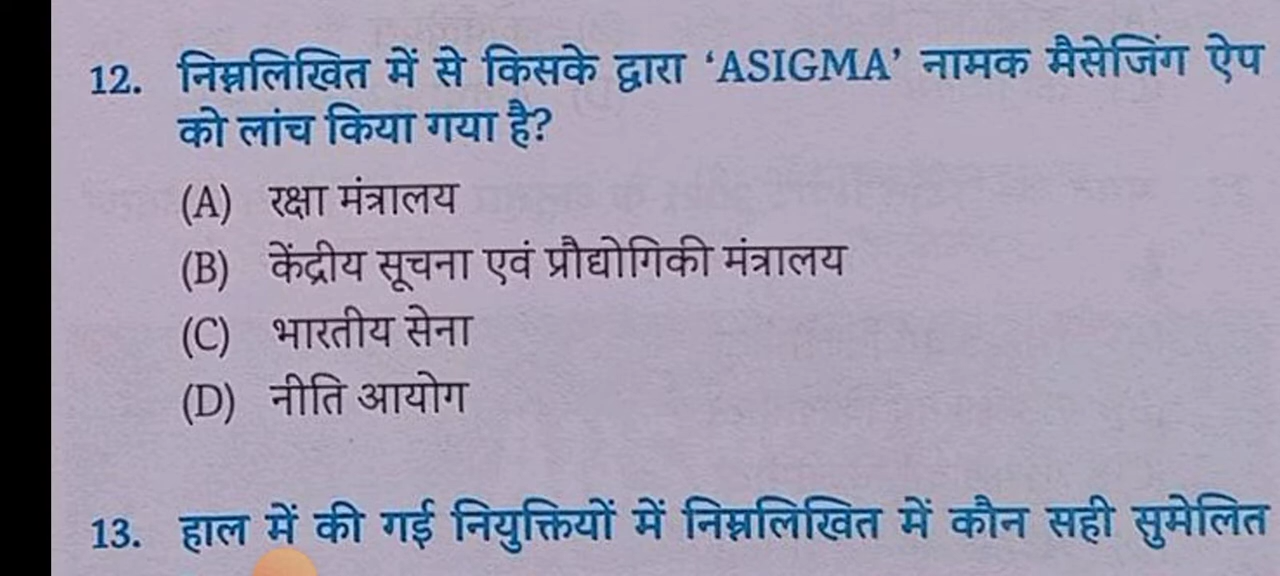 12. निम्नलिखित में से किसके द्वारा ‘ASIGMA’ नामक मैसेजिंग ऐप
को लांच किया गया है?
(A) रक्षा मंत्रालय
(B) केंद्रीय सूचना एवं प्रौद्योगिकी मंत्रालय
(C) भारतीय सेना
(D) नीति आयोग
13. हाल में की गई नियुक्तियों में निम्नलिखित में कौन सही सुमेलित